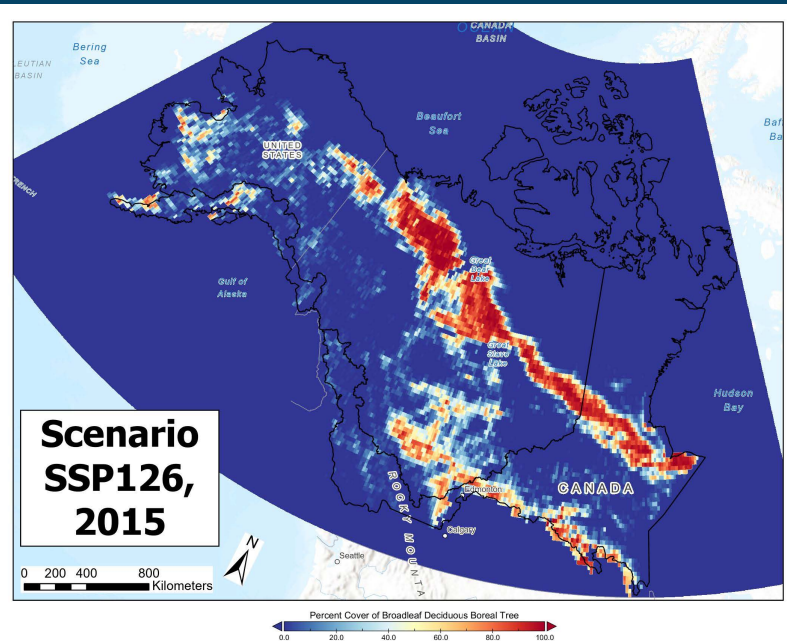 CANADA
BASIN
Bering
Sea
LEUTIAN
BASIN
Beaufort
Sea
Baf
Ba
UNITED
STATES
RENCH
Great
Bear
Lake
Gulf of
Alaska
Great
Slave
Lake
Hudson
Bay
Scenario
SSP126,
2015
Edmonton
CANADA
ROCKY MOUNTA
Calgary
N
Seattle
0 200 400 800
Kilometers
Percent Cover of Broadleaf Deciduous Boreal Tree
0.0 20.0 40.0 60.0 80.0 100.0